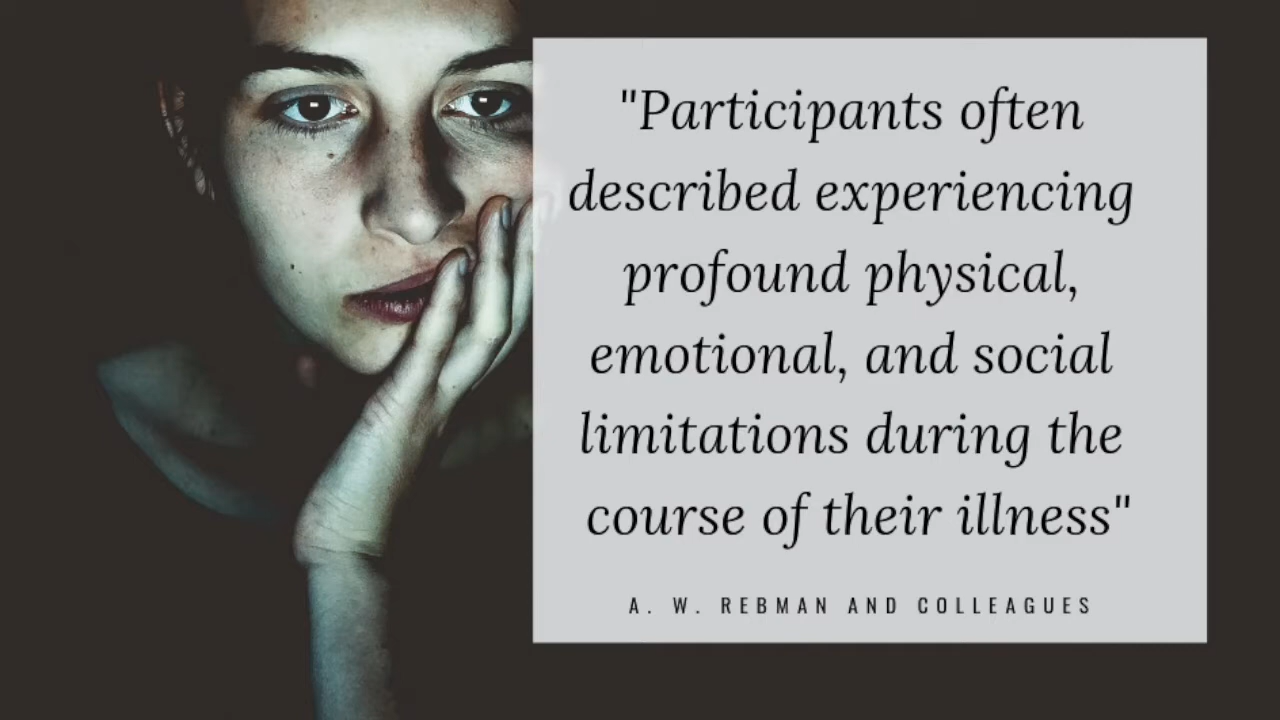 "Participants often
described experiencing
profound physical,
emotional, and social
limitations during the
course of their illness"
A. W. REBMAN AND COLLEAGUES